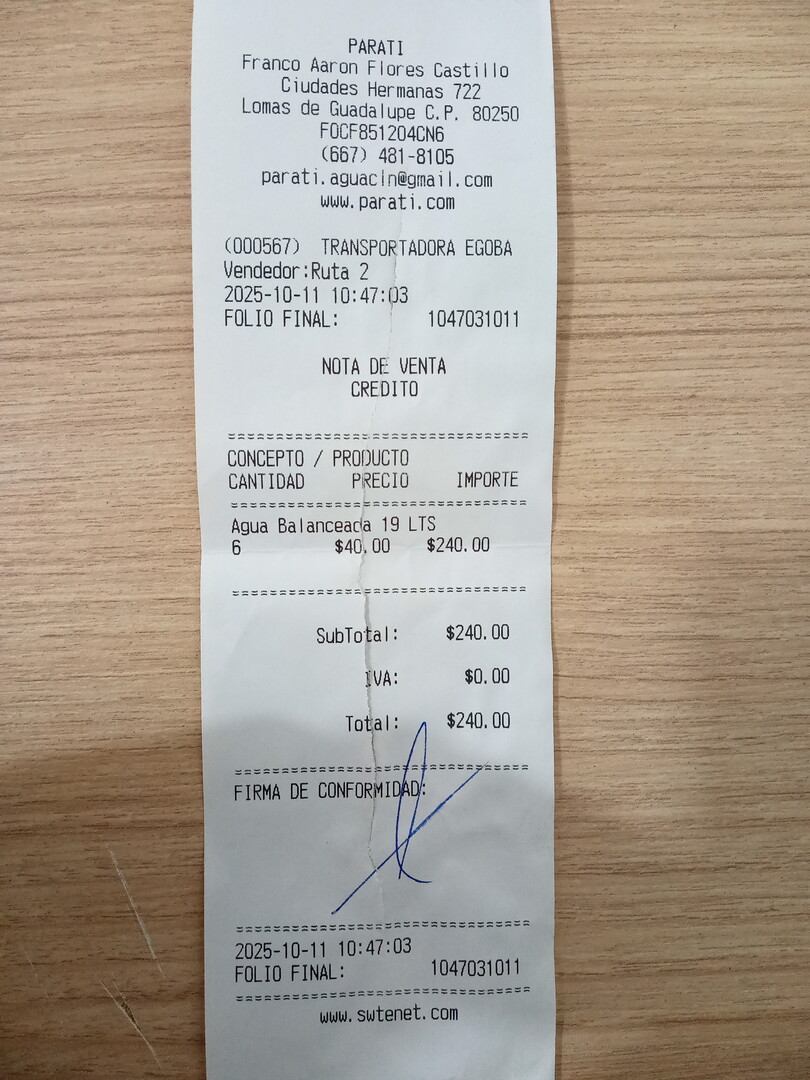 PARATI
Franco Aaron Flores Castillo
Ciudades Hermanas 722
Lomas de Guadalupe C.P. 80250
FOCF851204CN6
(667) 481-8105
parati.aguacln@gmail.com
www.parati.com
(000567) TRANSPORTADORA EGOBA
Vendedor:Ruta 2
2025-10-11 10:47:03
FOLIO FINAL: 1047031011
NOTA DE VENTA
CREDITO
================================
CONCEPTO / PRODUCTO
CANTIDAD PRECIO IMPORTE
================================
Agua Balanceada 19 LTS
6 $40.00 $240.00
================================
SubTotal: $240.00
IVA: $0.00
Total: $240.00
================================
FIRMA DE CONFORMIDAD:
================================
2025-10-11 10:47:03
FOLIO FINAL: 1047031011
================================
www.swtenet.com